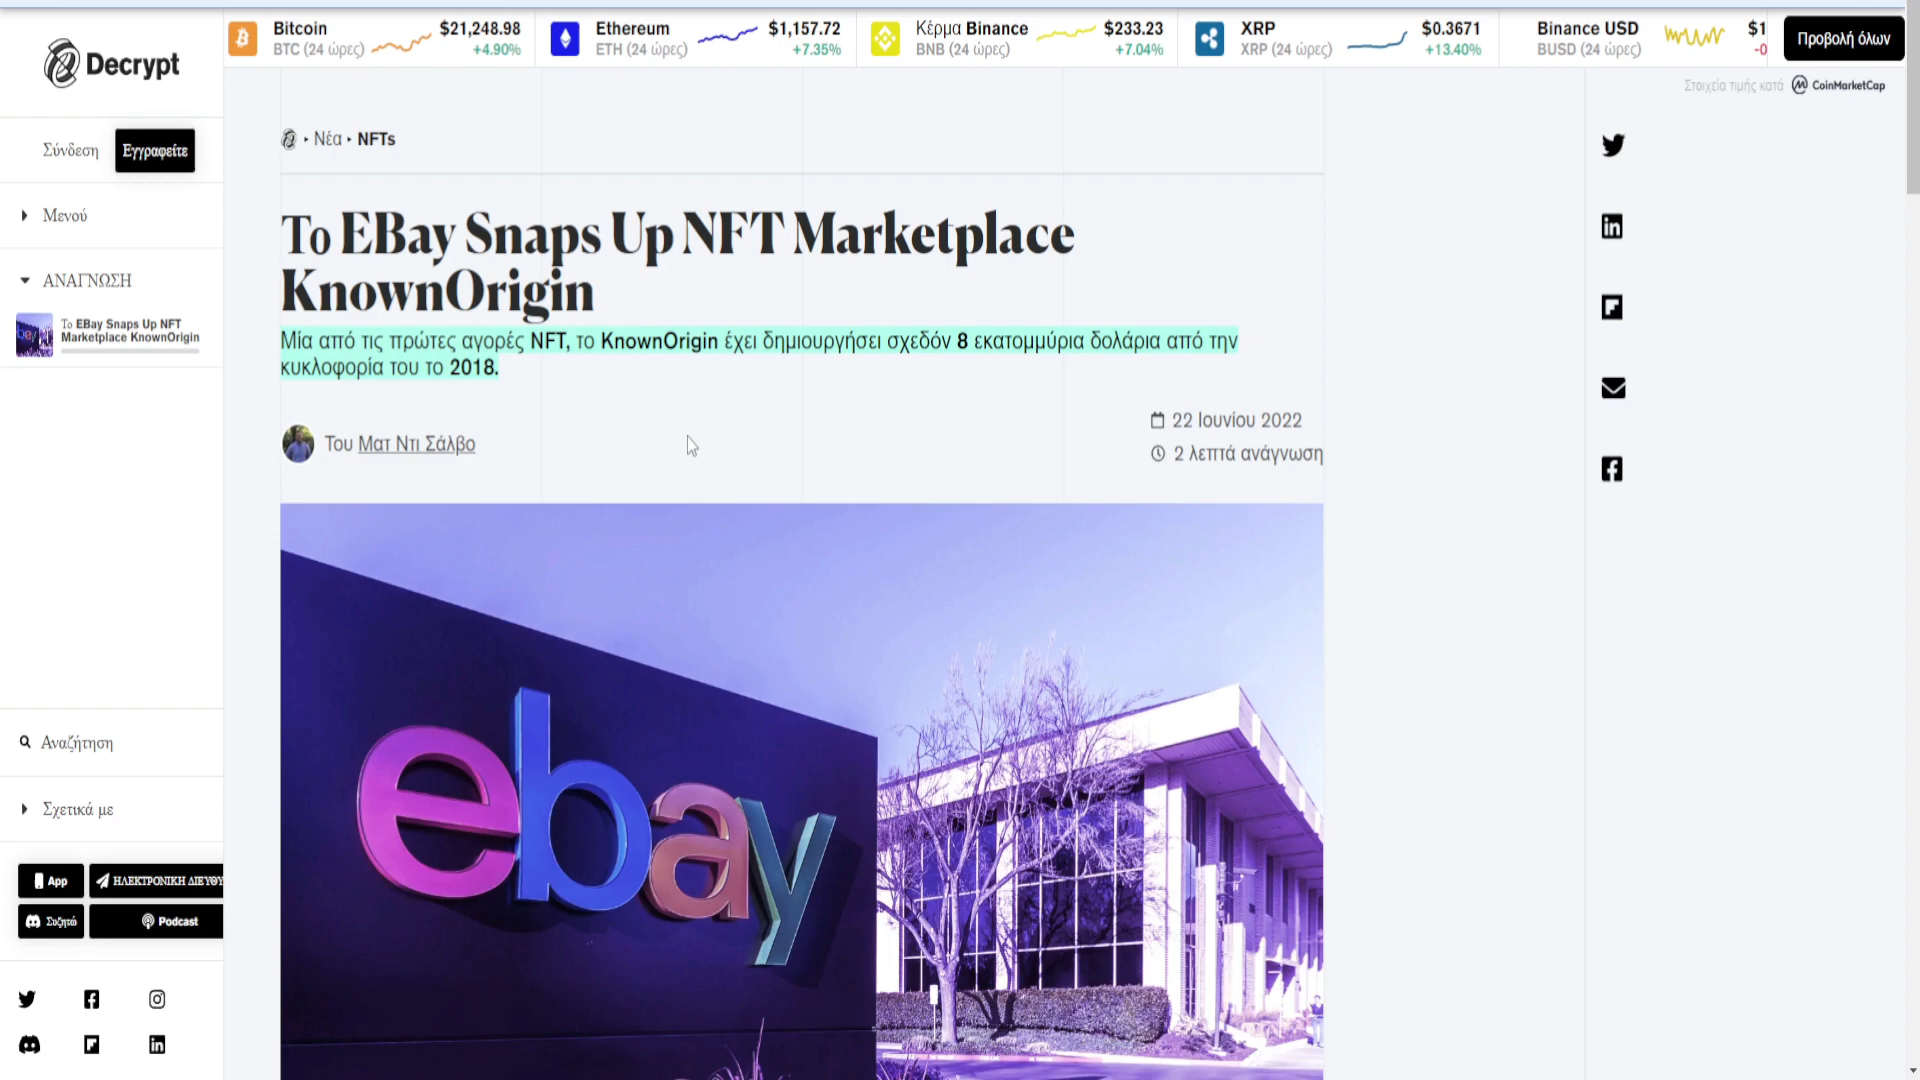 Decrypt
Bitcoin
BTC (24 ώρες)
$21,248.98
+4.90%
Ethereum
ETH (24 ώρες)
$1,157.72
+7.35%
Κέρμα Binance
BNB (24 ώρες)
$233.23
+7.04%
XRP
XRP (24 ώρες)
$0.3671
+13.40%
Binance USD
BUSD (24 ώρες)
$1
-0
Προβολή όλων
Στοιχεία τιμής κατά CoinMarketCap
Σύνδεση
Εγγραφείτε
Μενού
ΑΝΑΓΝΩΣΗ
Το EBay Snaps Up NFT
Marketplace KnownOrigin
Νέα NFTs
Το EBay Snaps Up NFT Marketplace
KnownOrigin
Μία από τις πρώτες αγορές NFT, το KnownOrigin έχει δημιουργήσει σχεδόν 8 εκατομμύρια δολάρια από την
κυκλοφορία του το 2018.
Του Ματ Ντι Σάλβο
22 Ιουνίου 2022
2 λεπτά ανάγνωση
ebay
Αναζήτηση
Σχετικά με
App
ΗΛΕΚΤΡΟΝΙΚΗ ΔΙΕΥΘΥ
Συζητώ
Podcast